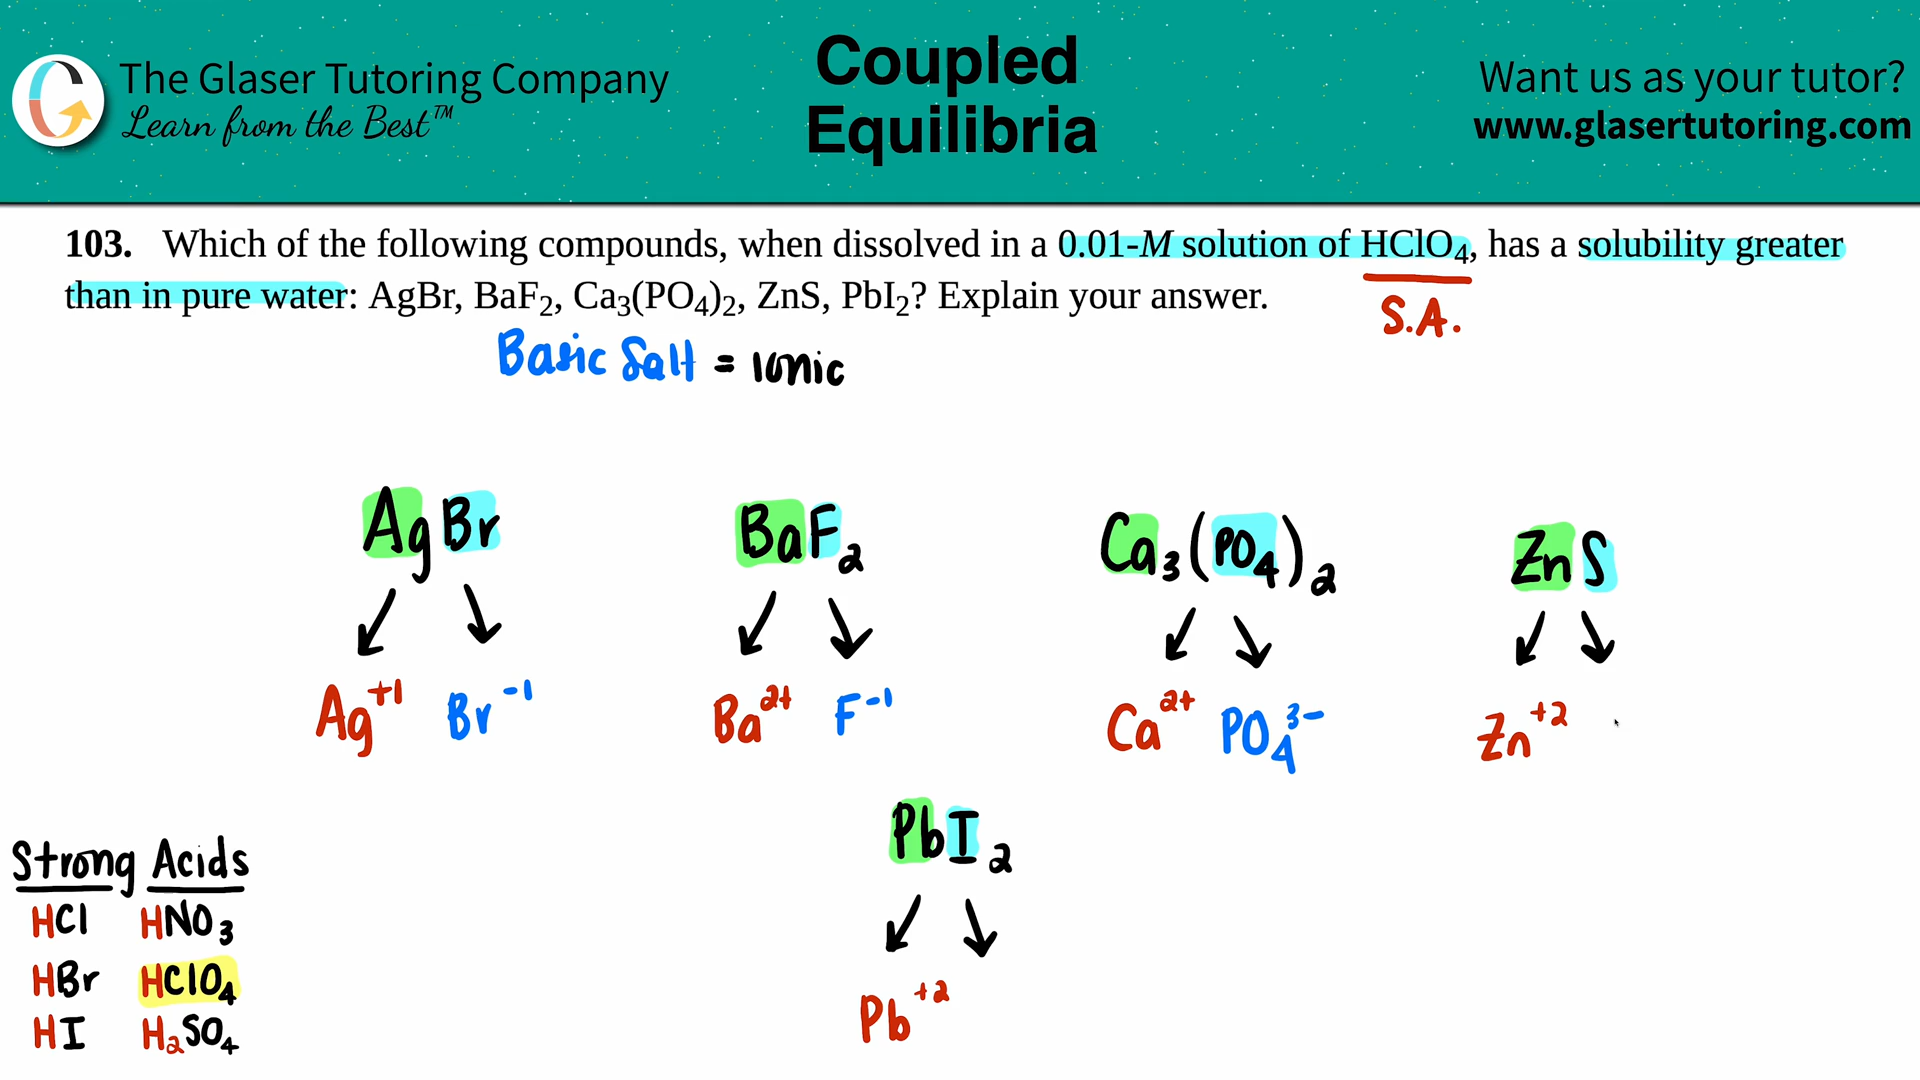 The Glaser Tutoring Company
Learn from the Best™
Coupled
Equilibria
Want us as your tutor?
www.glasertutoring.com
103. Which of the following compounds, when dissolved in a 0.01-M solution of HClO₄, has a solubility greater
than in pure water: AgBr, BaF₂, Ca₃(PO₄)₂, ZnS, PbI₂? Explain your answer.
S.A.
Basic Salt = Ionic
AgBr
BaF₂
Ca₃(PO₄)₂
ZnS
Ag⁺¹ Br⁻¹
Ba²⁺ F⁻¹
Ca²⁺ PO₄³⁻
Zn⁺²
PbI₂
Pb⁺²
Strong Acids
HCl HNO₃
HBr HClO₄
HI H₂SO₄